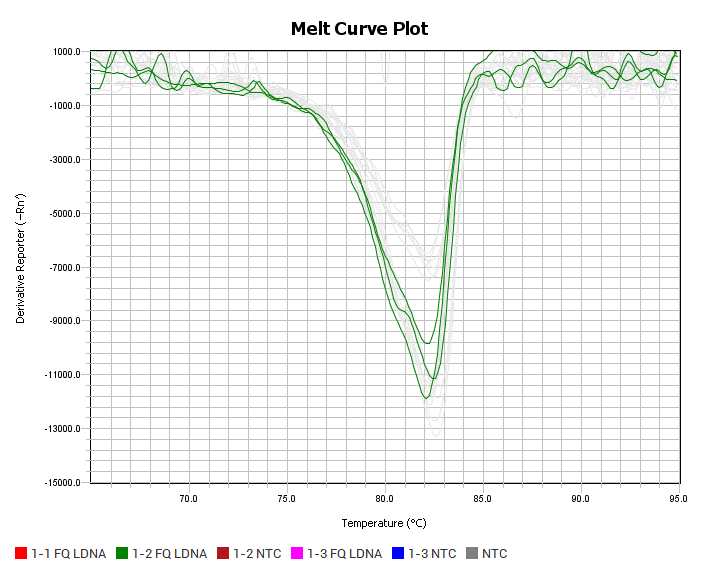 Melt Curve Plot
1000.0
-1000.0
-3000.0
-5000.0
-7000.0
-9000.0
-11000.0
-13000.0
-15000.0
Derivative Reporter (-Rn')
70.0 75.0 80.0 85.0 90.0 95.0
Temperature (°C)
1-1 FQ LDNA 1-2 FQ LDNA 1-2 NTC 1-3 FQ LDNA 1-3 NTC NTC